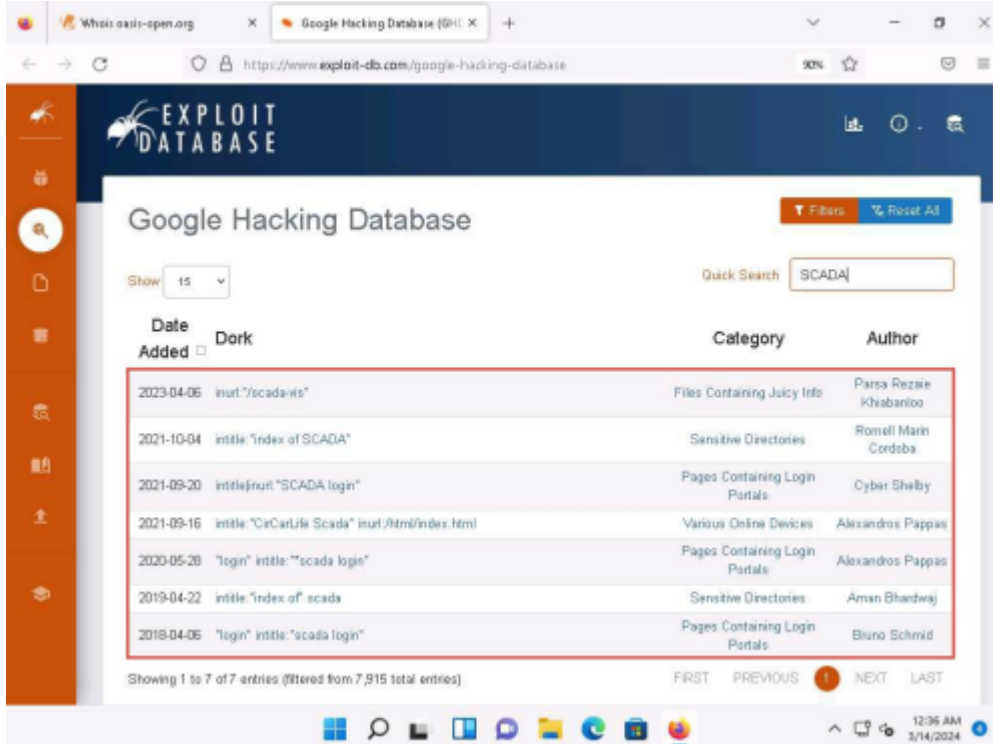 Whois oasis-open.org
Google Hacking Database (GHD
https://www.exploit-db.com/google-hacking-database
90%
EXPLOIT
DATABASE
Google Hacking Database
Filters
Reset All
Show 15
Quick Search SCADA
Date Added Dork Category Author
2023-04-06 inurl:"/scada-vis" Files Containing Juicy Info Parsa Rezaie Khiabanloo
2021-10-04 intitle:"index of SCADA" Sensitive Directories Romell Marin Cordoba
2021-09-20 intitle|inurl:"SCADA login" Pages Containing Login Portals Cyber Shelby
2021-09-16 intitle:"CirCarLife Scada" inurl:/html/index.html Various Online Devices Alexandros Pappas
2020-05-28 "login" intitle:"*scada login" Pages Containing Login Portals Alexandros Pappas
2019-04-22 intitle:"index of" scada Sensitive Directories Aman Bhardwaj
2018-04-06 "login" intitle:"scada login" Pages Containing Login Portals Bruno Schmid
Showing 1 to 7 of 7 entries (filtered from 7,915 total entries)
FIRST PREVIOUS 1 NEXT LAST
12:36 AM
3/14/2024